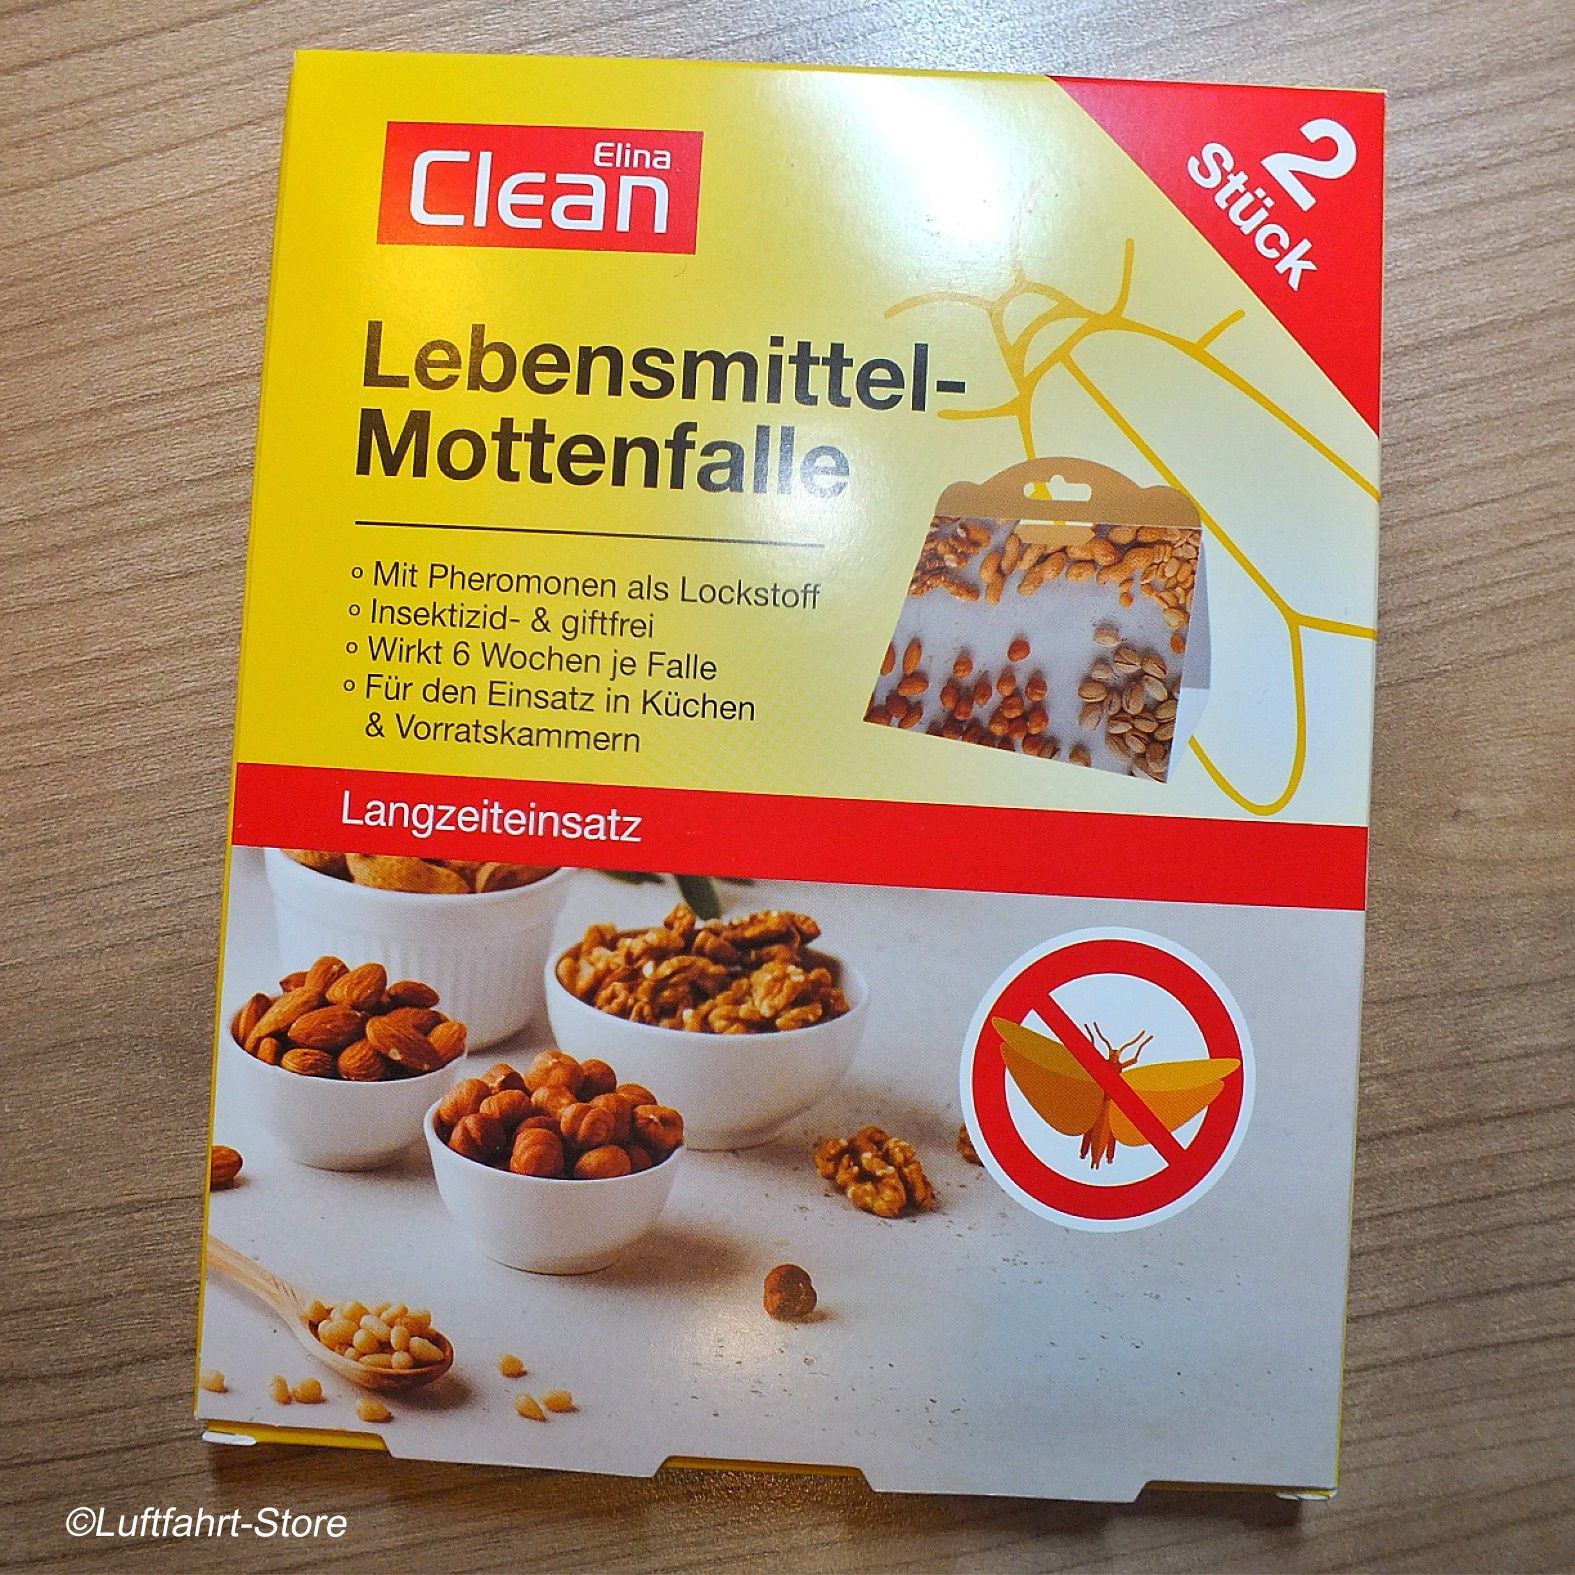 Elina
Clean
2
Stück
Lebensmittel-
Mottenfalle
° Mit Pheromonen als Lockstoff
° Insektizid- & giftfrei
° Wirkt 6 Wochen je Falle
° Für den Einsatz in Küchen
& Vorratskammern
Langzeiteinsatz
©Luftfahrt-Store